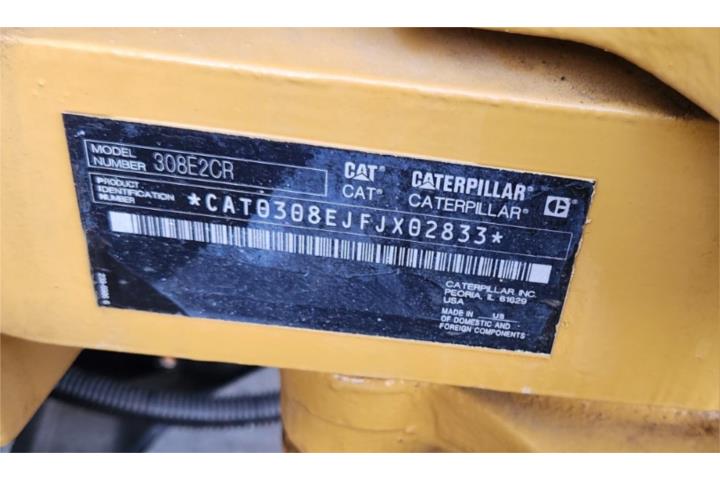 MODEL NUMBER 308E2CR
CAT® CATERPILLAR®
CAT® CATERPILLAR®
PRODUCT IDENTIFICATION NUMBER
*CAT0308EJFJX02833*
CATERPILLAR INC.
PEORIA, IL 61629
USA
MADE IN US
OF DOMESTIC AND
FOREIGN COMPONENTS